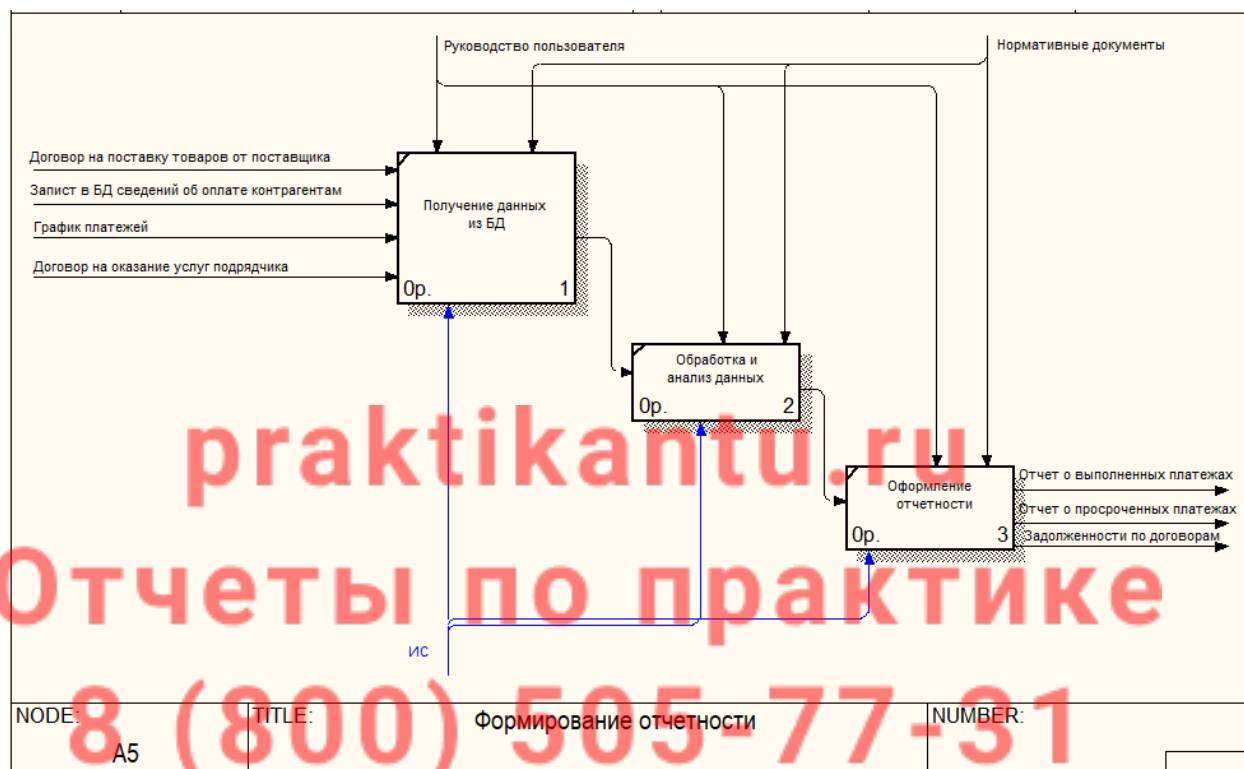 Руководство пользователя
Нормативные документы
Договор на поставку товаров от поставщика
Запист в БД сведений об оплате контрагентам
График платежей
Договор на оказание услуг подрядчика
Получение данных
из БД
0р.
1
Обработка и
анализ данных
0р.
2
praktikantu.ru
Оформление
отчетности
0р.
3
Отчет о выполненных платежах
Отчет о просроченных платежах
Задолженности по договорам
Отчеты по практике
ИС
8 (800) 505-77-31
NODE:
A5
TITLE:
Формирование отчетности
NUMBER: